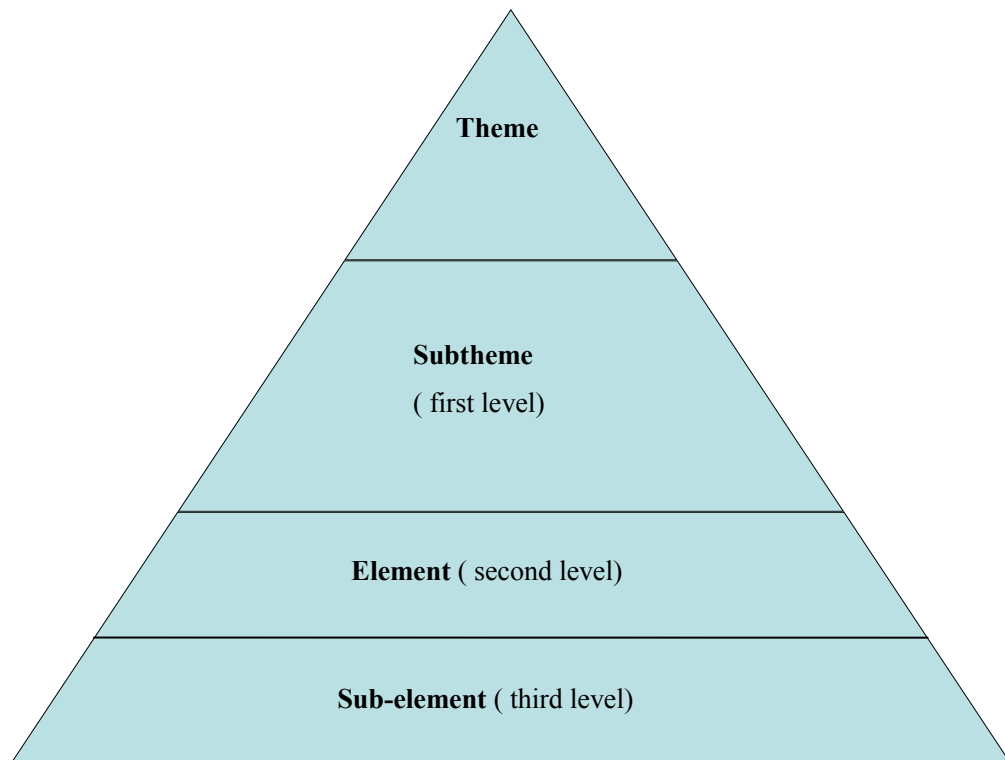 Theme
Subtheme
( first level)
Element ( second level)
Sub-element ( third level)